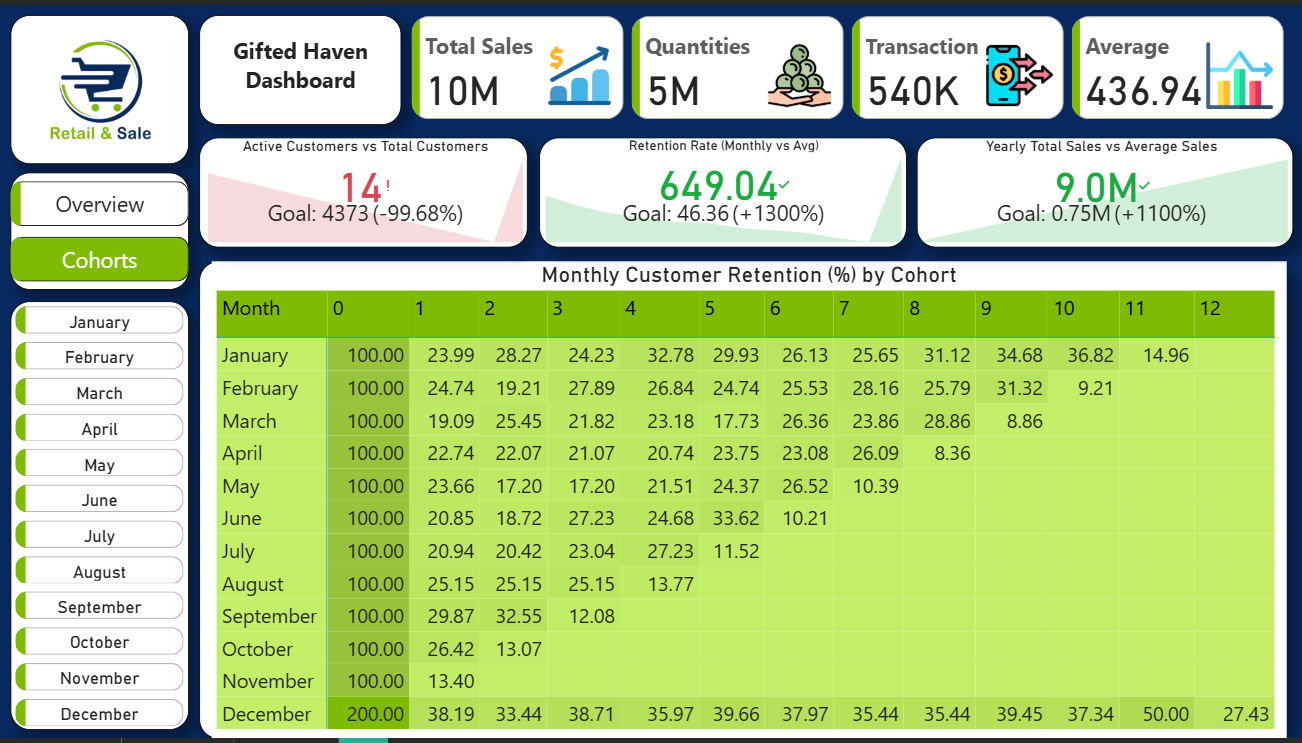 Retail & Sale
Gifted Haven
Dashboard
Total Sales
10M
Quantities
5M
Transaction
540K
Average
436.94
Overview
Cohorts
January
February
March
April
May
June
July
August
September
October
November
December
Active Customers vs Total Customers
14!
Goal: 4373 (-99.68%)
Retention Rate (Monthly vs Avg)
649.04✓
Goal: 46.36 (+1300%)
Yearly Total Sales vs Average Sales
9.0M✓
Goal: 0.75M (+1100%)
Monthly Customer Retention (%) by Cohort
Month 0 1 2 3 4 5 6 7 8 9 10 11 12
January 100.00 23.99 28.27 24.23 32.78 29.93 26.13 25.65 31.12 34.68 36.82 14.96
February 100.00 24.74 19.21 27.89 26.84 24.74 25.53 28.16 25.79 31.32 9.21
March 100.00 19.09 25.45 21.82 23.18 17.73 26.36 23.86 28.86 8.86
April 100.00 22.74 22.07 21.07 20.74 23.75 23.08 26.09 8.36
May 100.00 23.66 17.20 17.20 21.51 24.37 26.52 10.39
June 100.00 20.85 18.72 27.23 24.68 33.62 10.21
July 100.00 20.94 20.42 23.04 27.23 11.52
August 100.00 25.15 25.15 25.15 13.77
September 100.00 29.87 32.55 12.08
October 100.00 26.42 13.07
November 100.00 13.40
December 200.00 38.19 33.44 38.71 35.97 39.66 37.97 35.44 35.44 39.45 37.34 50.00 27.43